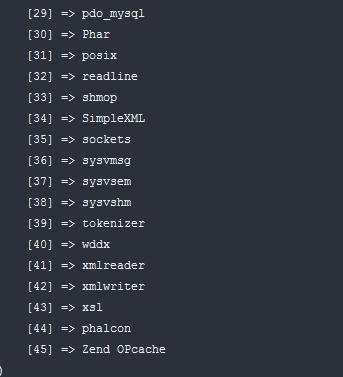 [29] => pdo_mysql
[30] => Phar
[31] => posix
[32] => readline
[33] => shmop
[34] => SimpleXML
[35] => sockets
[36] => sysvmsg
[37] => sysvsem
[38] => sysvshm
[39] => tokenizer
[40] => wddx
[41] => xmlreader
[42] => xmlwriter
[43] => xsl
[44] => phalcon
[45] => Zend OPcache
)